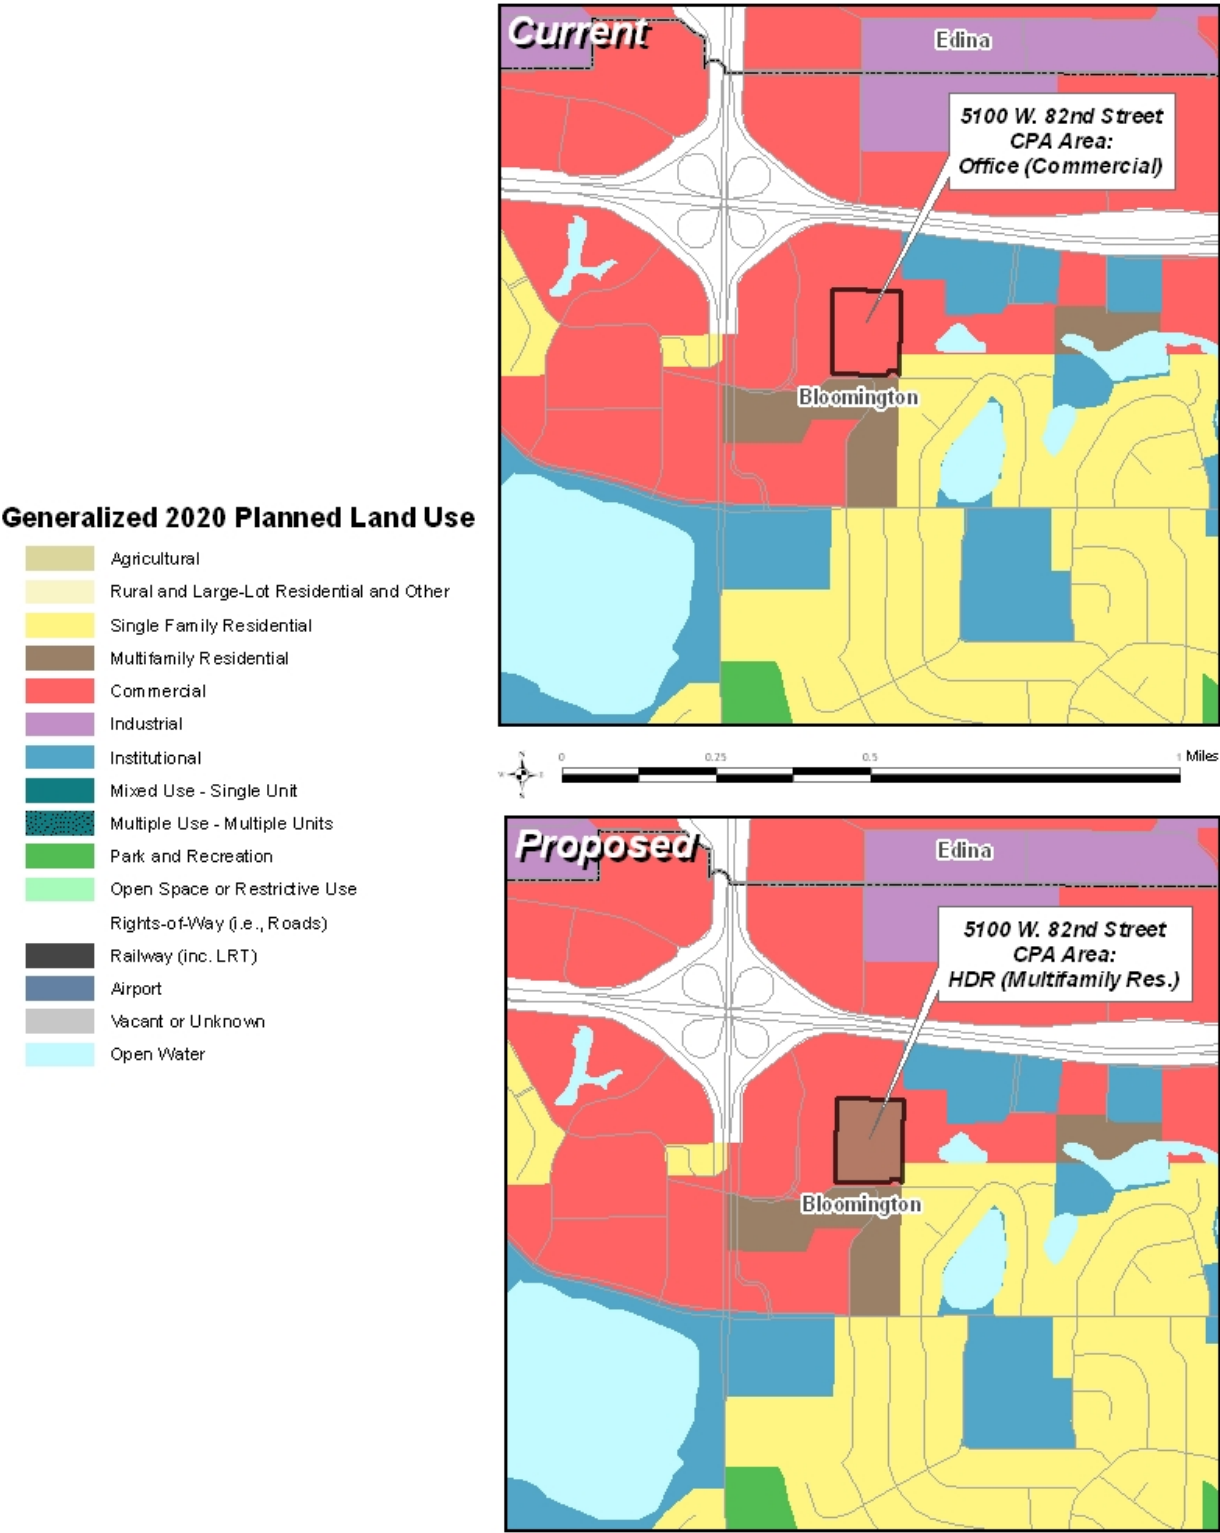 Current
Edina
5100 W. 82nd Street
CPA Area:
Office (Commercial)
Bloomington
Generalized 2020 Planned Land Use
Agricultural
Rural and Large-Lot Residential and Other
Single Family Residential
Multifamily Residential
Commercial
Industrial
Institutional
Mixed Use - Single Unit
Multiple Use - Multiple Units
Park and Recreation
Open Space or Restrictive Use
Rights-of-Way (i.e., Roads)
Railway (inc. LRT)
Airport
Vacant or Unknown
Open Water
N
W E
S
0 0.25 0.5 1 Miles
Proposed
Edina
5100 W. 82nd Street
CPA Area:
HDR (Multifamily Res.)
Bloomington